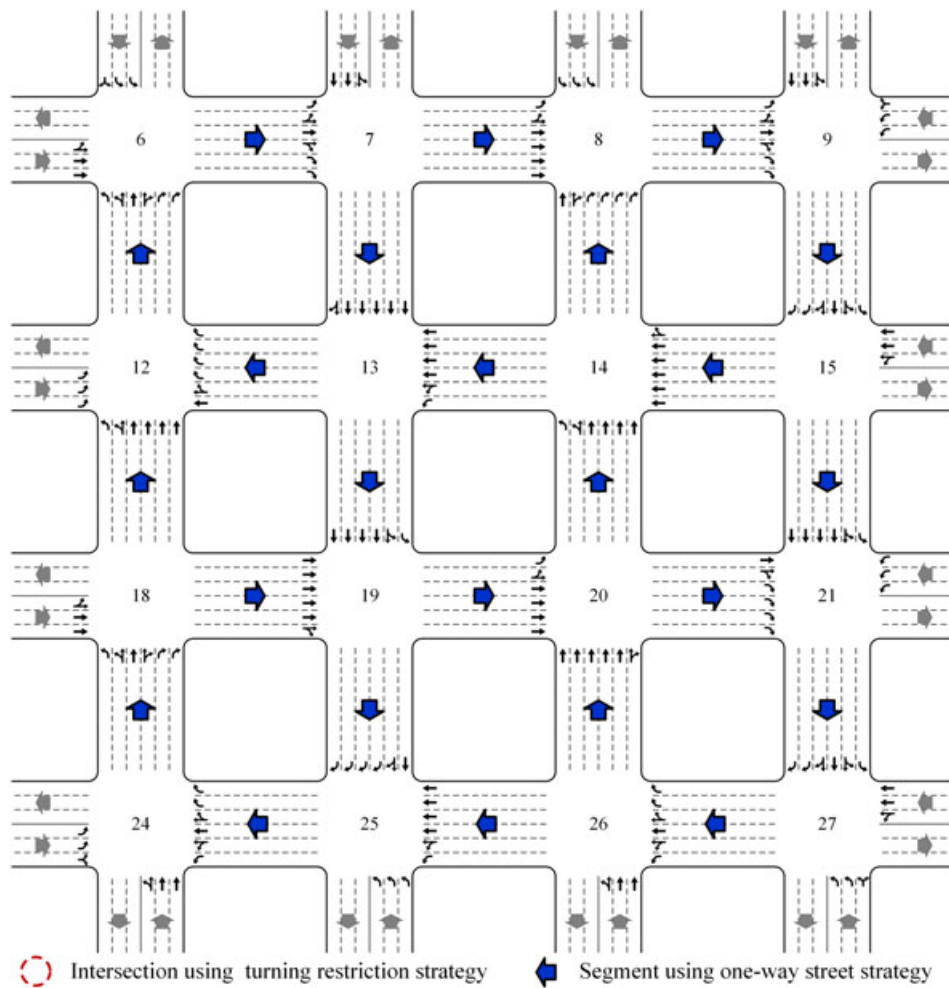 6 7 8 9
12 13 14 15
18 19 20 21
24 25 26 27
Intersection using turning restriction strategy Segment using one-way street strategy